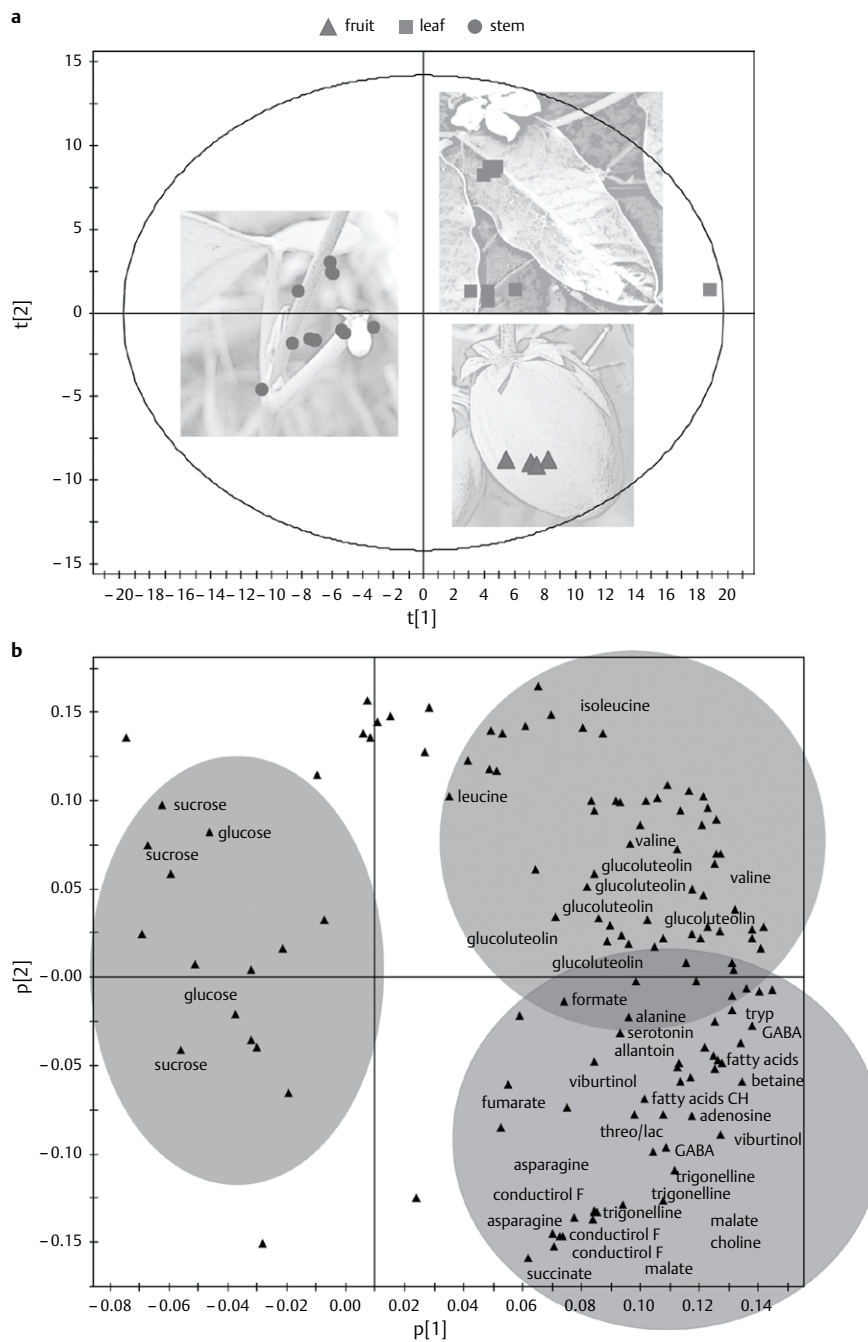 a
fruit leaf stem
15
10
5
0
−5
−10
−15
t[2]
−20 −18 −16 −14 −12 −10 −8 −6 −4 −2 0 2 4 6 8 10 12 14 16 18 20
t[1]
b
isoleucine
0.15
sucrose
leucine
0.10
glucose
sucrose
valine
glucoluteolin
valine
glucoluteolin
0.05
glucoluteolin
glucoluteolin
glucoluteolin
glucoluteolin
−0.00
glucose
formate
alanine
tryp
serotonin
GABA
allantoin
−0.05
sucrose
fatty acids
viburtinol
betaine
fumarate
fatty acids CH
adenosine
−0.10
threo/lac
viburtinol
GABA
asparagine
trigonelline
conductirol F
trigonelline
asparagine
trigonelline
malate
conductirol F
choline
−0.15
conductirol F
succinate
malate
p[2]
−0.08 −0.06 −0.04 −0.02 0.00 0.02 0.04 0.06 0.08 0.10 0.12 0.14
p[1]